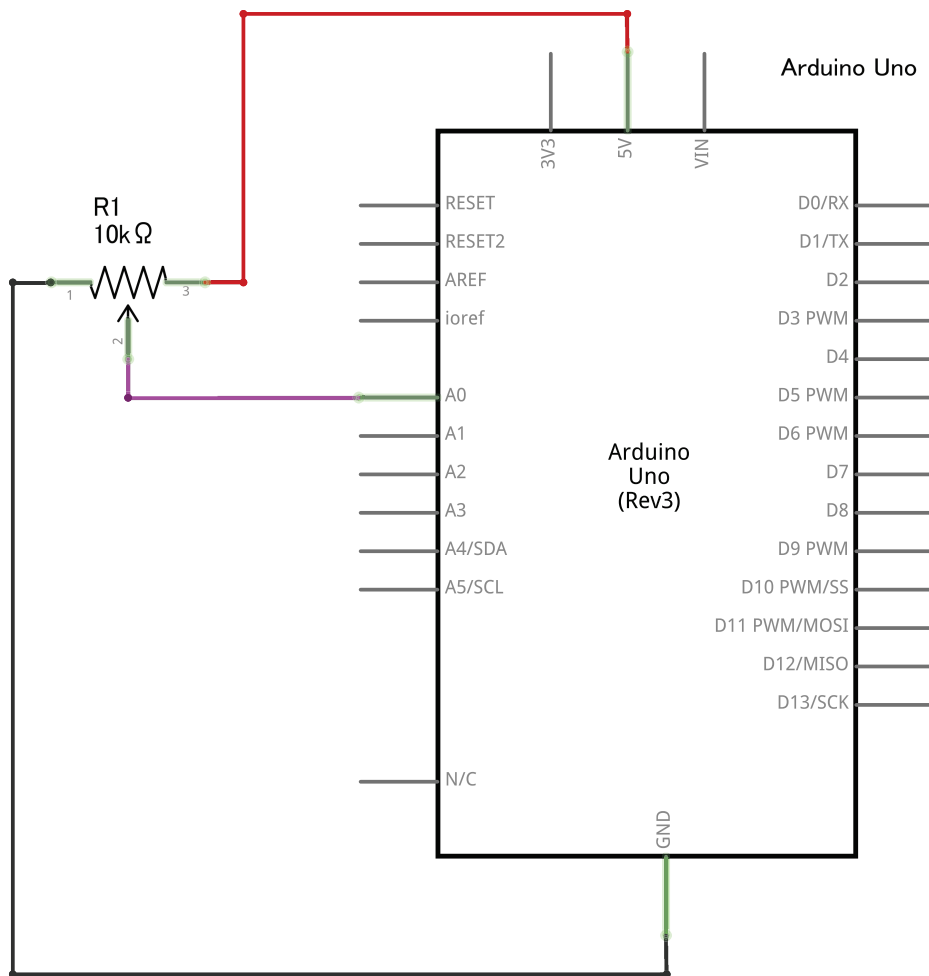 Arduino Uno
3V3
5V
VIN
R1
10kΩ
1
3
2
RESET
RESET2
AREF
ioref
A0
A1
A2
A3
A4/SDA
A5/SCL
N/C
D0/RX
D1/TX
D2
D3 PWM
D4
D5 PWM
D6 PWM
D7
D8
D9 PWM
D10 PWM/SS
D11 PWM/MOSI
D12/MISO
D13/SCK
Arduino
Uno
(Rev3)
GND